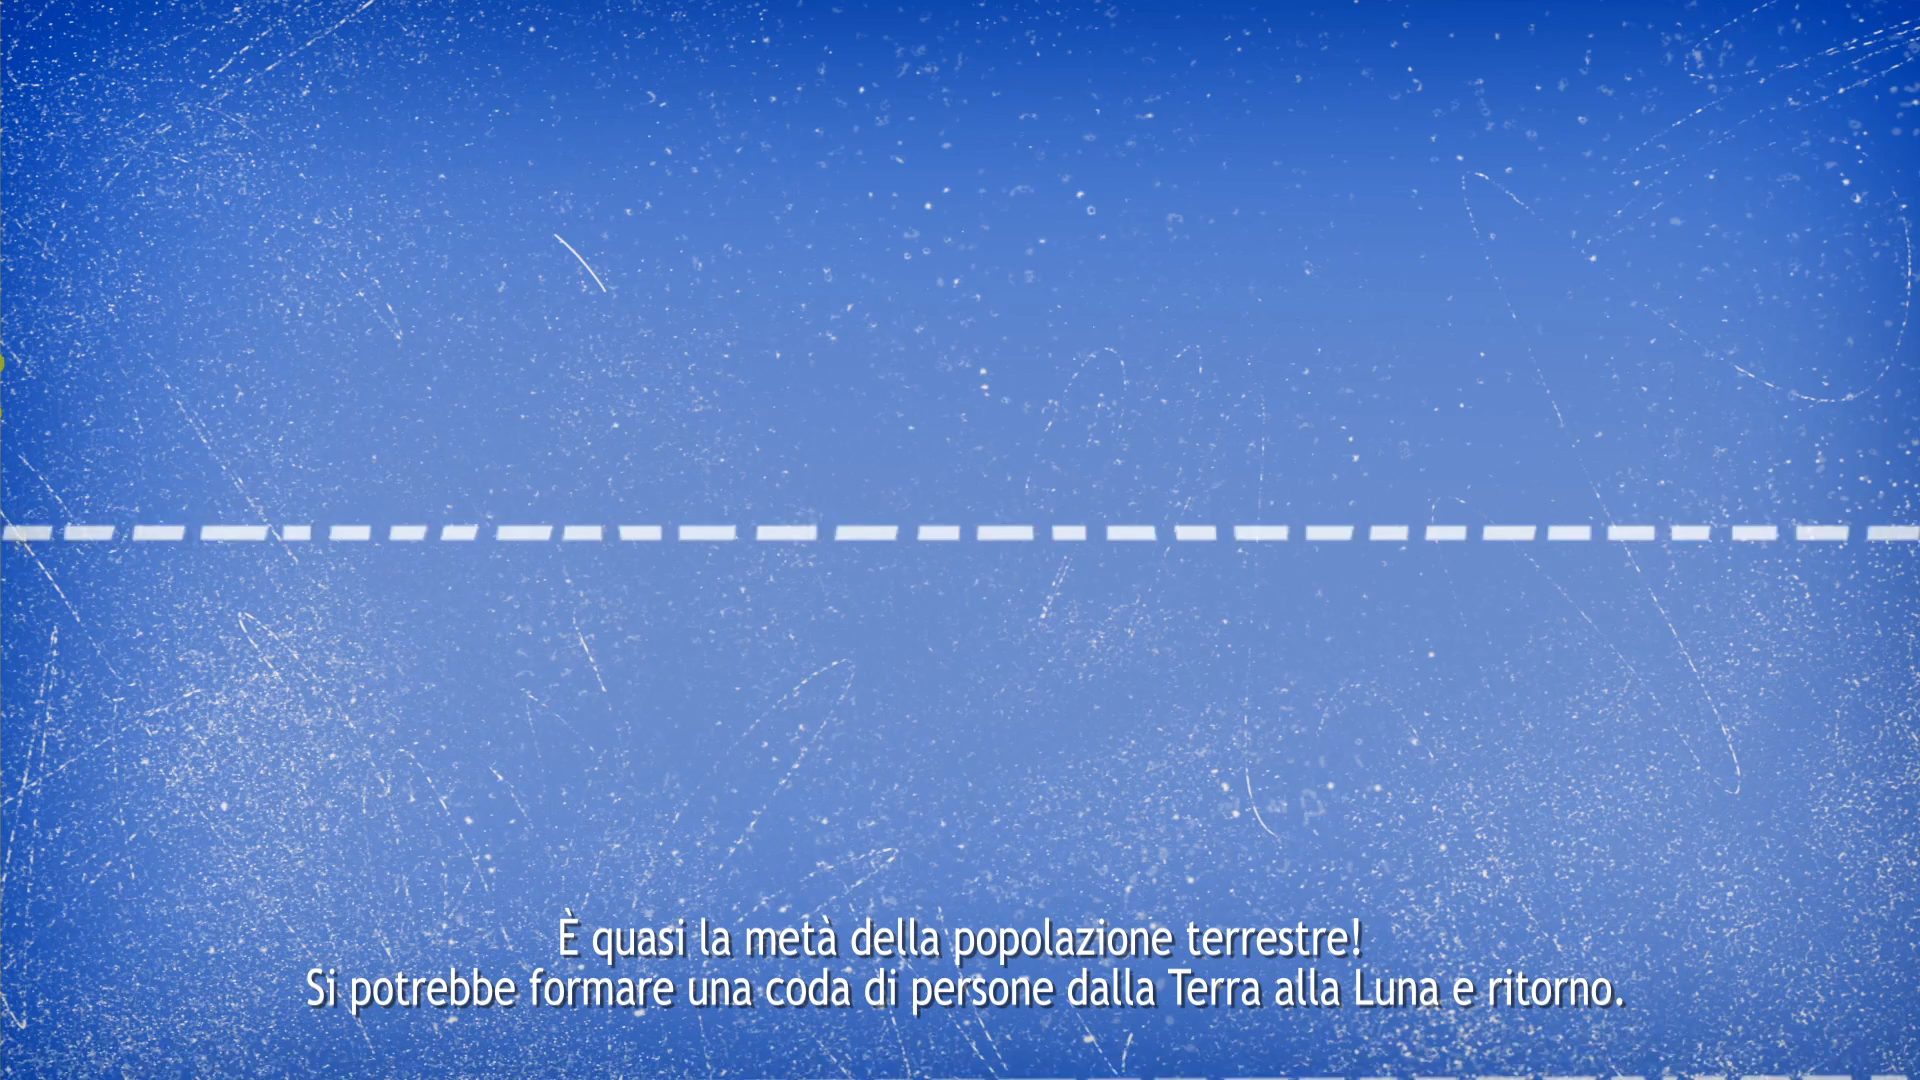 È quasi la metà della popolazione terrestre!
Si potrebbe formare una coda di persone dalla Terra alla Luna e ritorno.